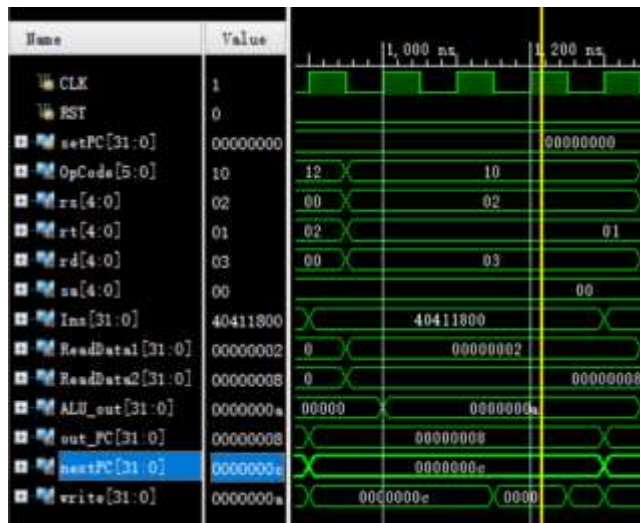 Name Value
1,000 ns 1,200 ns
CLK 1
RST 0
setPC[31:0] 00000000 00000000
OpCode[5:0] 10 12 10
rs[4:0] 02 00 02
rt[4:0] 01 02 01
rd[4:0] 03 00 03
sa[4:0] 00 00
Ins[31:0] 40411800 40411800
ReadData1[31:0] 00000002 0 00000002
ReadData2[31:0] 00000008 0 00000008
ALU_out[31:0] 0000000a 00000 0000000a
out_PC[31:0] 00000008 00000008
nextPC[31:0] 0000000c 0000000c
write[31:0] 0000000a 0000000c 0000